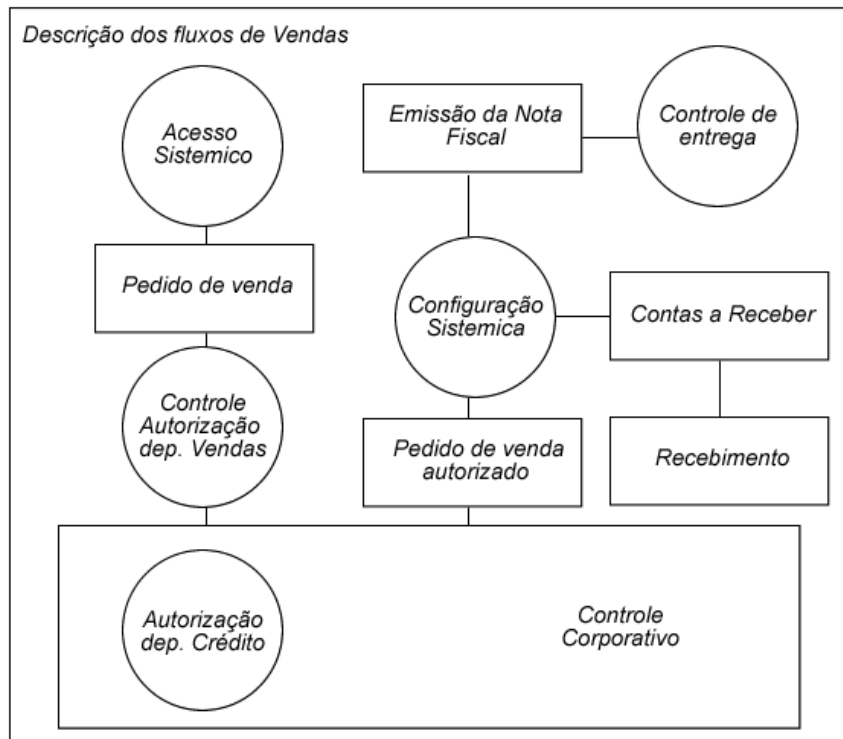 Descrição dos fluxos de Vendas
Acesso
Sistemico
Pedido de venda
Controle
Autorização
dep. Vendas
Autorização
dep. Crédito
Controle
Corporativo
Pedido de venda
autorizado
Configuração
Sistemica
Emissão da Nota
Fiscal
Controle de
entrega
Contas a Receber
Recebimento